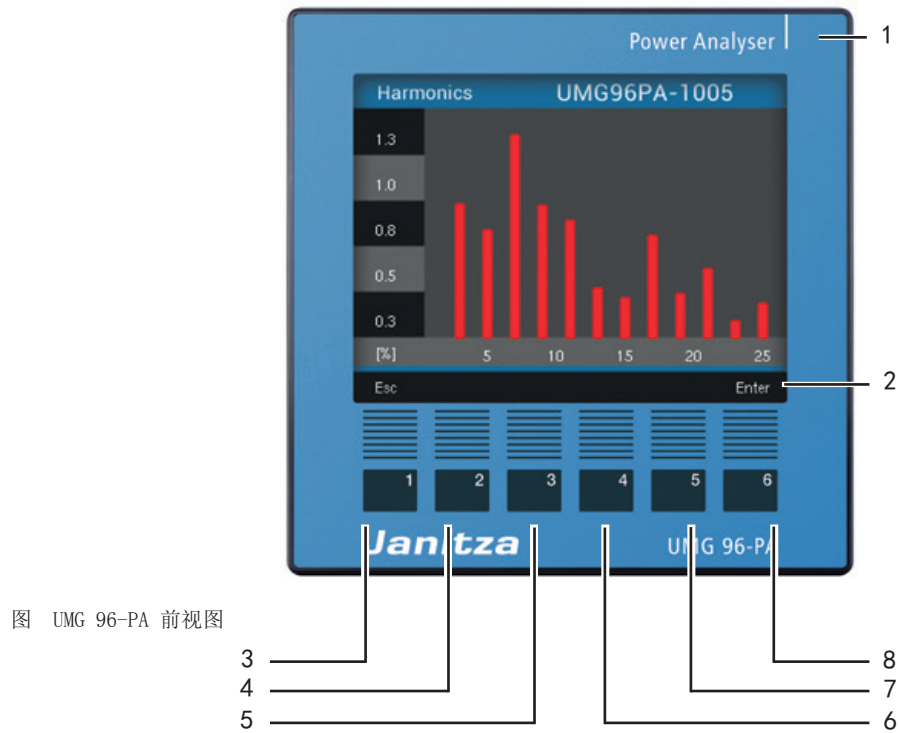 Power Analyser
1
Harmonics UMG96PA-1005
1.3
1.0
0.8
0.5
0.3
[%] 5 10 15 20 25
Esc Enter
2
1 2 3 4 5 6
Janitza UMG 96-PA
图 UMG 96-PA 前视图
3 8
4 7
5 6